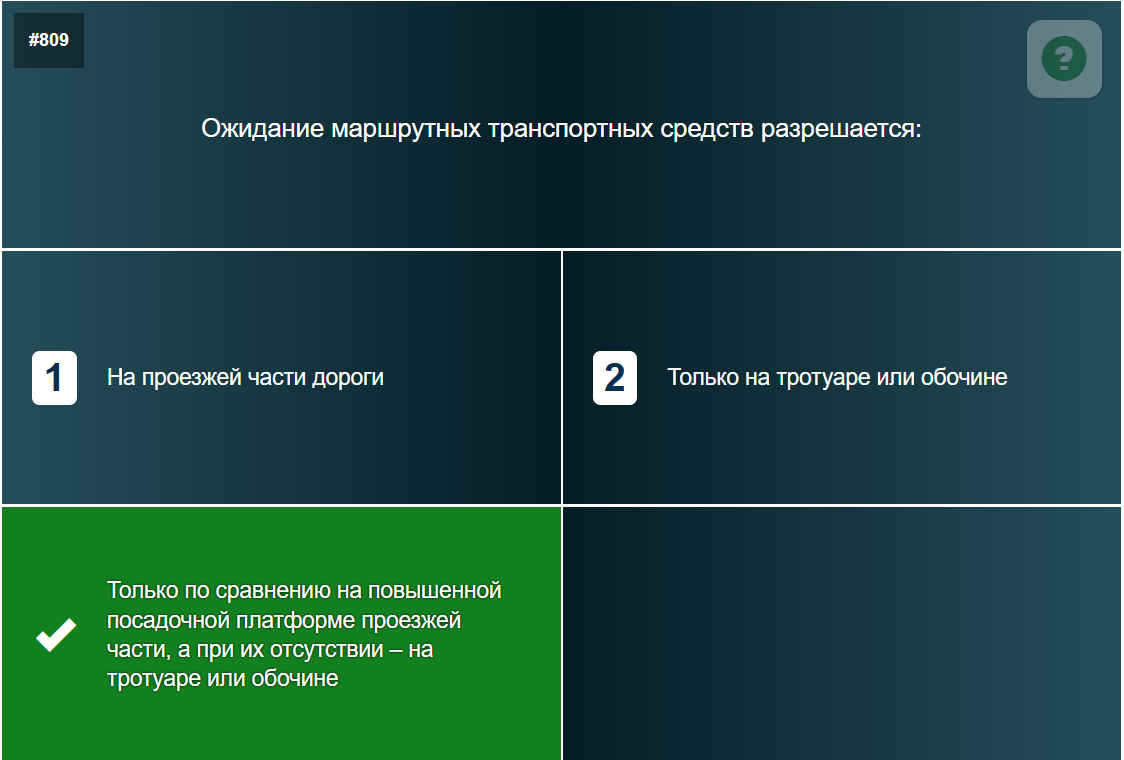 #809
?
Ожидание маршрутных транспортных средств разрешается:
1
На проезжей части дороги
2
Только на тротуаре или обочине
Только по сравнению на повышенной
посадочной платформе проезжей
части, а при их отсутствии – на
тротуаре или обочине